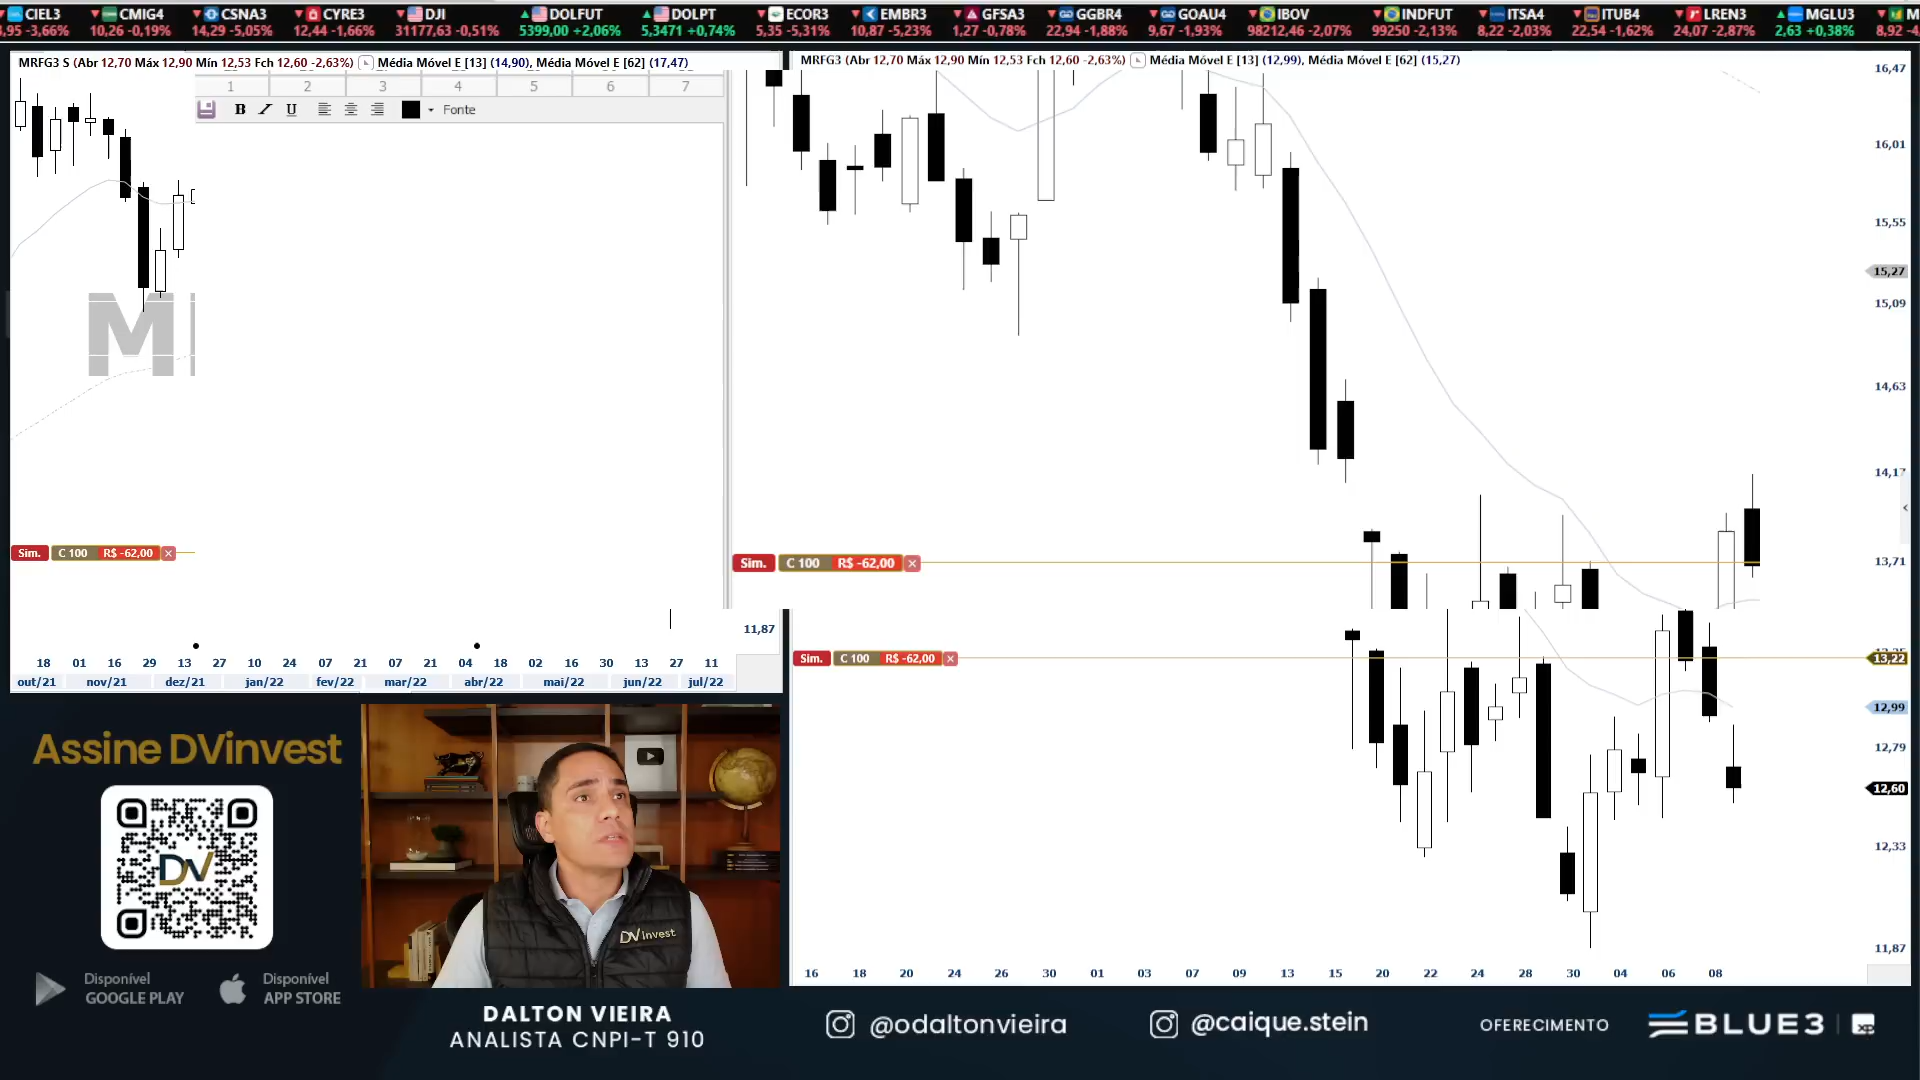 CIEL3 CMIG4 CSNA3 CYRE3 DJI DOLFUT DOLPT ECOR3 EMBR3 GFSA3 GGBR4 GOAU4 IBOV INDFUT ITSA4 ITUB4 LREN3 MGLU3
,95 -3,66% 10,26 -0,19% 14,29 -5,05% 12,44 -1,66% 31177,63 -0,51% 5399,00 +2,06% 5,3471 +0,74% 5,35 -5,31% 10,87 -5,23% 1,27 -0,78% 22,94 -1,88% 9,67 -1,93% 98212,46 -2,07% 99250 -2,13% 8,22 -2,03% 22,54 -1,62% 24,07 -2,87% 2,63 +0,38% 8,92
MRFG3 S (Abr 12,70 Máx 12,90 Mín 12,53 Fch 12,60 -2,63%) Média Móvel E [13] (14,90), Média Móvel E [62] (17,47)
1 2 3 4 5 6 7
B I U Fonte
M
Sim. C 100 R$ -62,00 ×
11,87
18 01 16 29 13 27 10 24 07 21 07 21 04 18 02 16 30 13 27 11
out/21 nov/21 dez/21 jan/22 fev/22 mar/22 abr/22 mai/22 jun/22 jul/22
MRFG3 (Abr 12,70 Máx 12,90 Mín 12,53 Fch 12,60 -2,63%) Média Móvel E [13] (12,99), Média Móvel E [62] (15,27)
16,47
16,01
15,55
15,27
15,09
14,63
14,17
13,71
Sim. C 100 R$ -62,00 ×
Sim. C 100 R$ -62,00 ×
13,22
12,99
12,79
12,60
12,33
11,87
16 18 20 24 26 30 01 03 07 09 13 15 20 22 24 28 30 04 06 08
Assine DVinvest
DV
Disponível
GOOGLE PLAY
Disponível
APP STORE
DV invest
DALTON VIEIRA
ANALISTA CNPI-T 910
@odaltonvieira
@caique.stein
OFERECIMENTO
BLUE3
xp